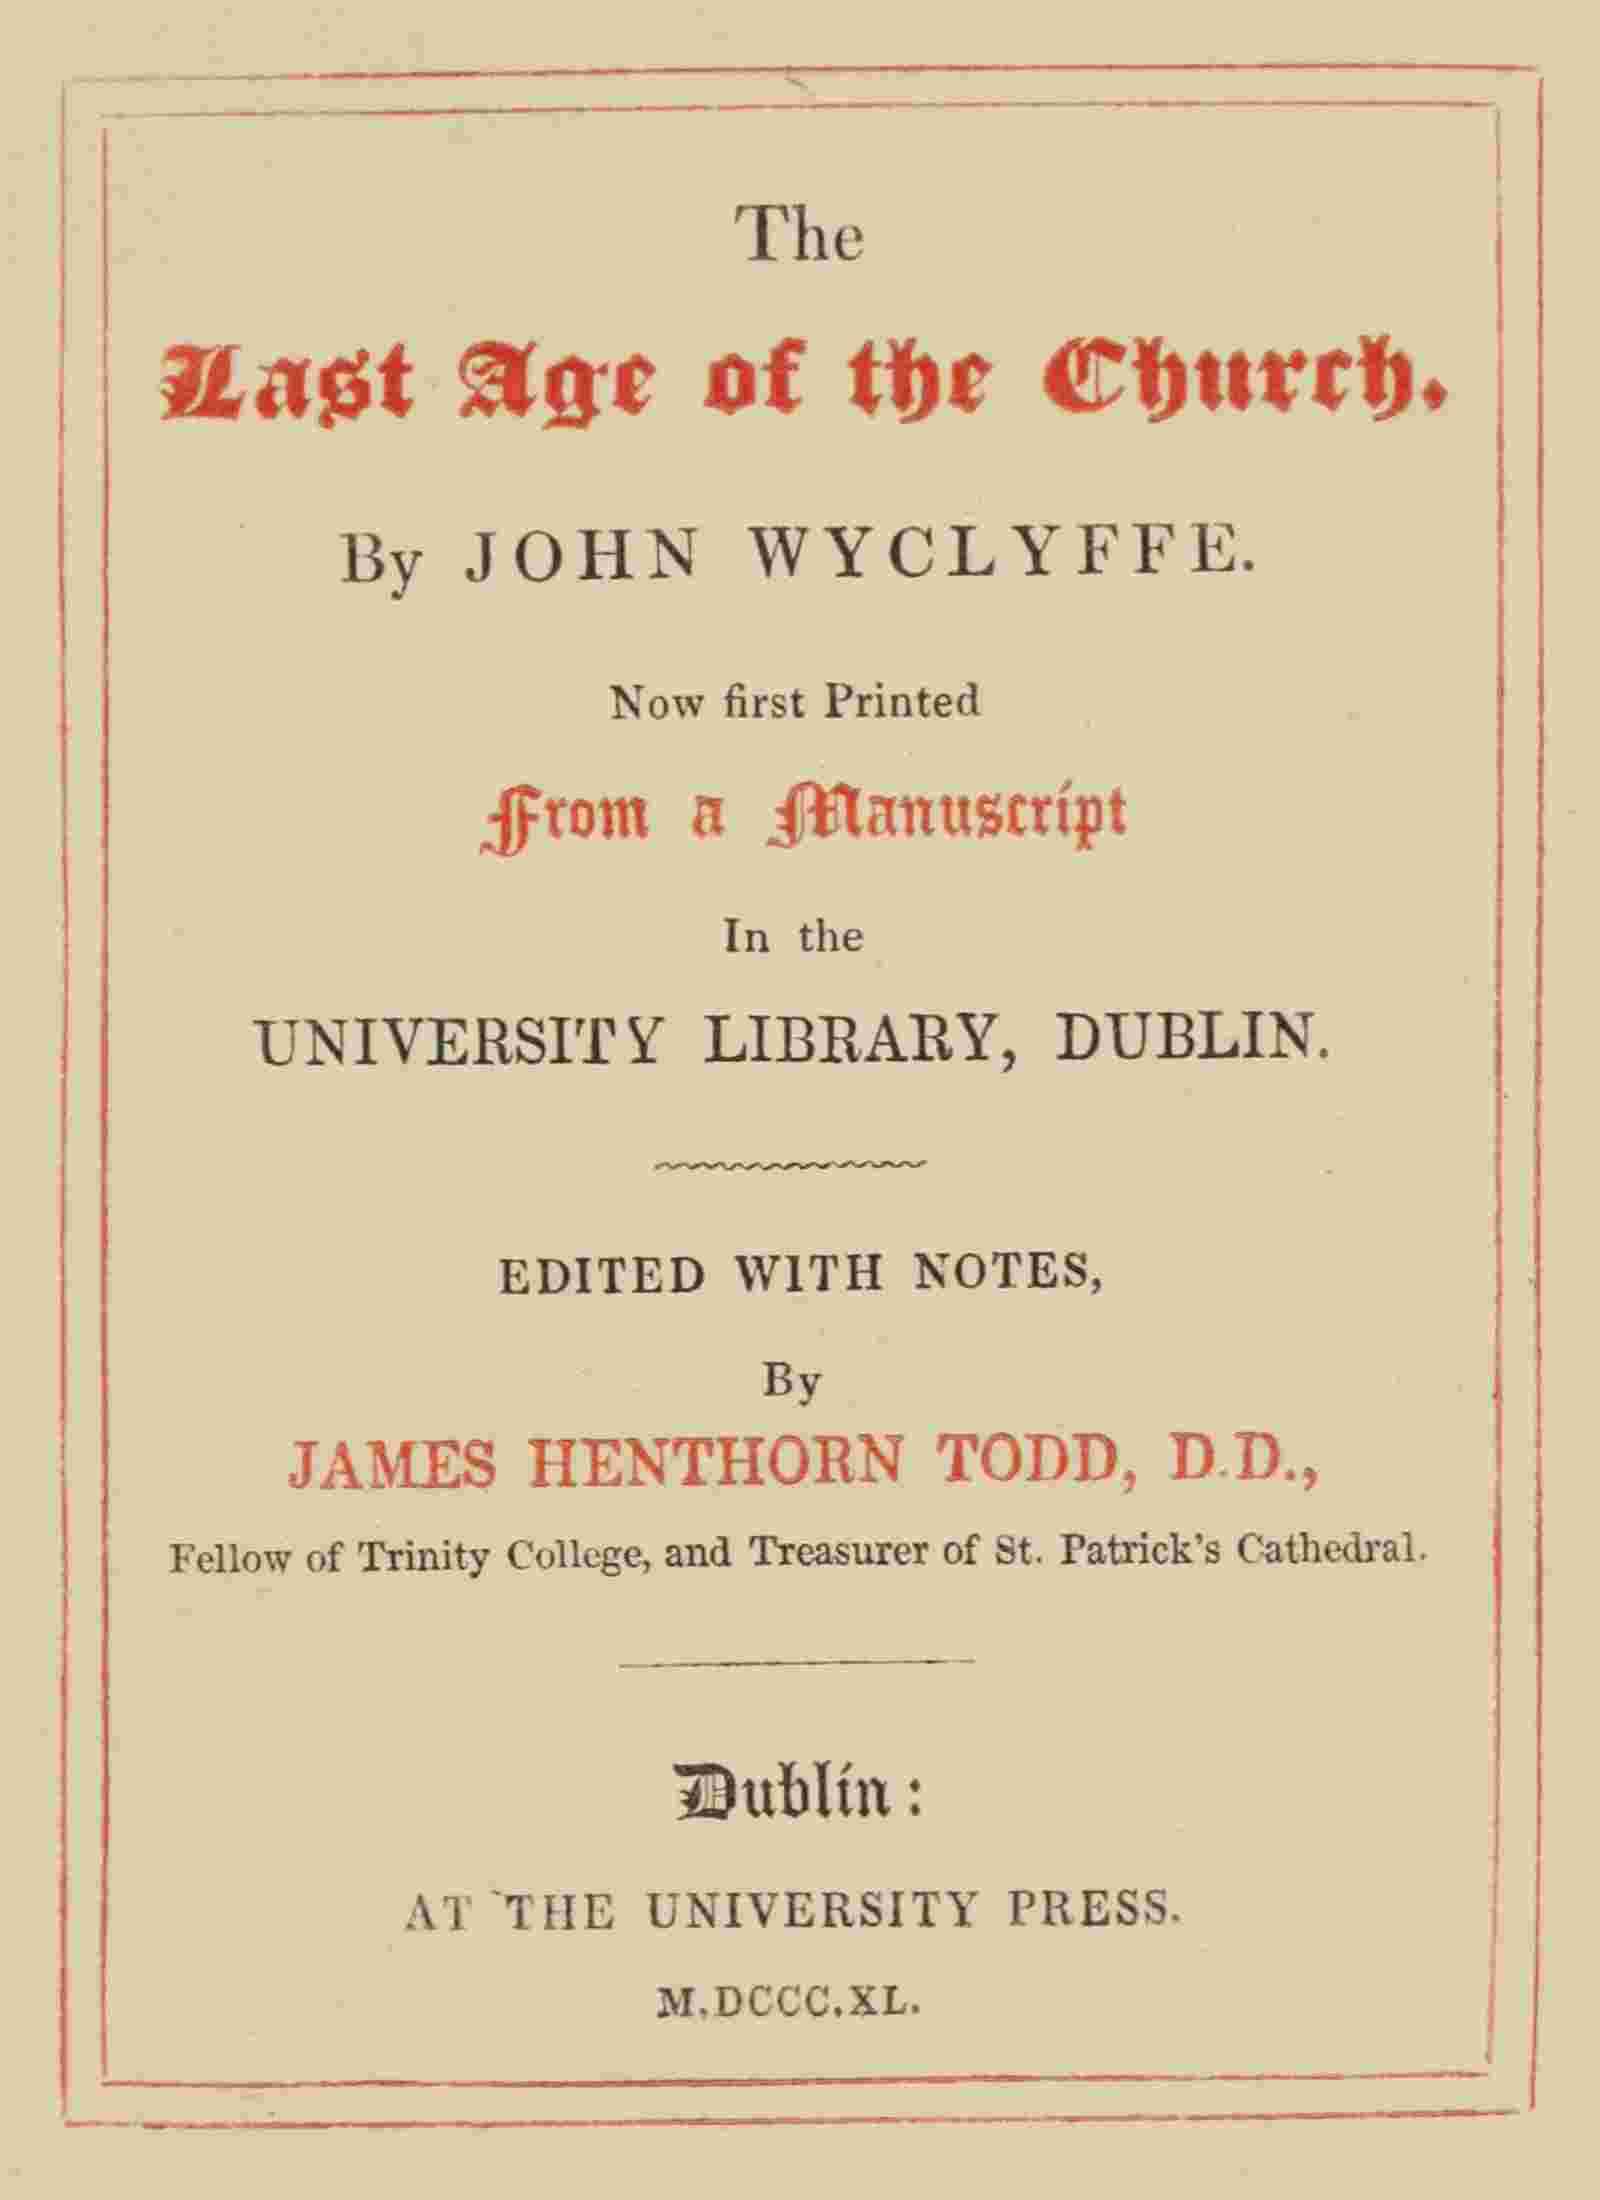 The
Last Age of the Church.
By JOHN WYCLYFFE.
Now first Printed
From a Manuscript
In the
UNIVERSITY LIBRARY, DUBLIN.
EDITED WITH NOTES,
By
JAMES HENTHORN TODD, D.D.,
Fellow of Trinity College, and Treasurer of St. Patrick's Cathedral.
Dublin:
AT THE UNIVERSITY PRESS.
M.DCCC.XL.